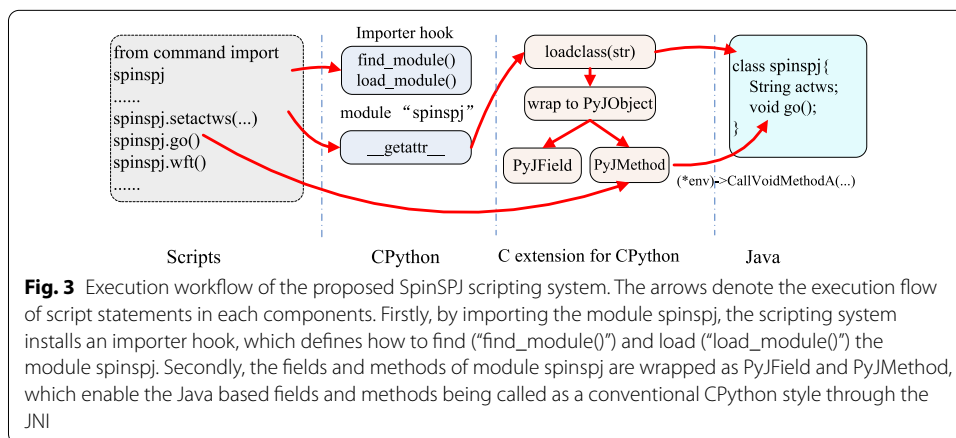 from command import
spinspj
......
spinspj.setactws(...)
spinspj.go()
spinspj.wft()
......
Importer hook
find_module()
load_module()
module “spinspj”
__getattr__
loadclass(str)
wrap to PyJObject
PyJField
PyJMethod
(*env)->CallVoidMethodA(...)
class spinspj{
String actws;
void go();
}
Scripts
CPython
C extension for CPython
Java
Fig. 3 Execution workflow of the proposed SpinSPJ scripting system. The arrows denote the execution flow
of script statements in each components. Firstly, by importing the module spinspj, the scripting system
installs an importer hook, which defines how to find (“find_module()”) and load (“load_module()”) the
module spinspj. Secondly, the fields and methods of module spinspj are wrapped as PyJField and PyJMethod,
which enable the Java based fields and methods being called as a conventional CPython style through the
JNI